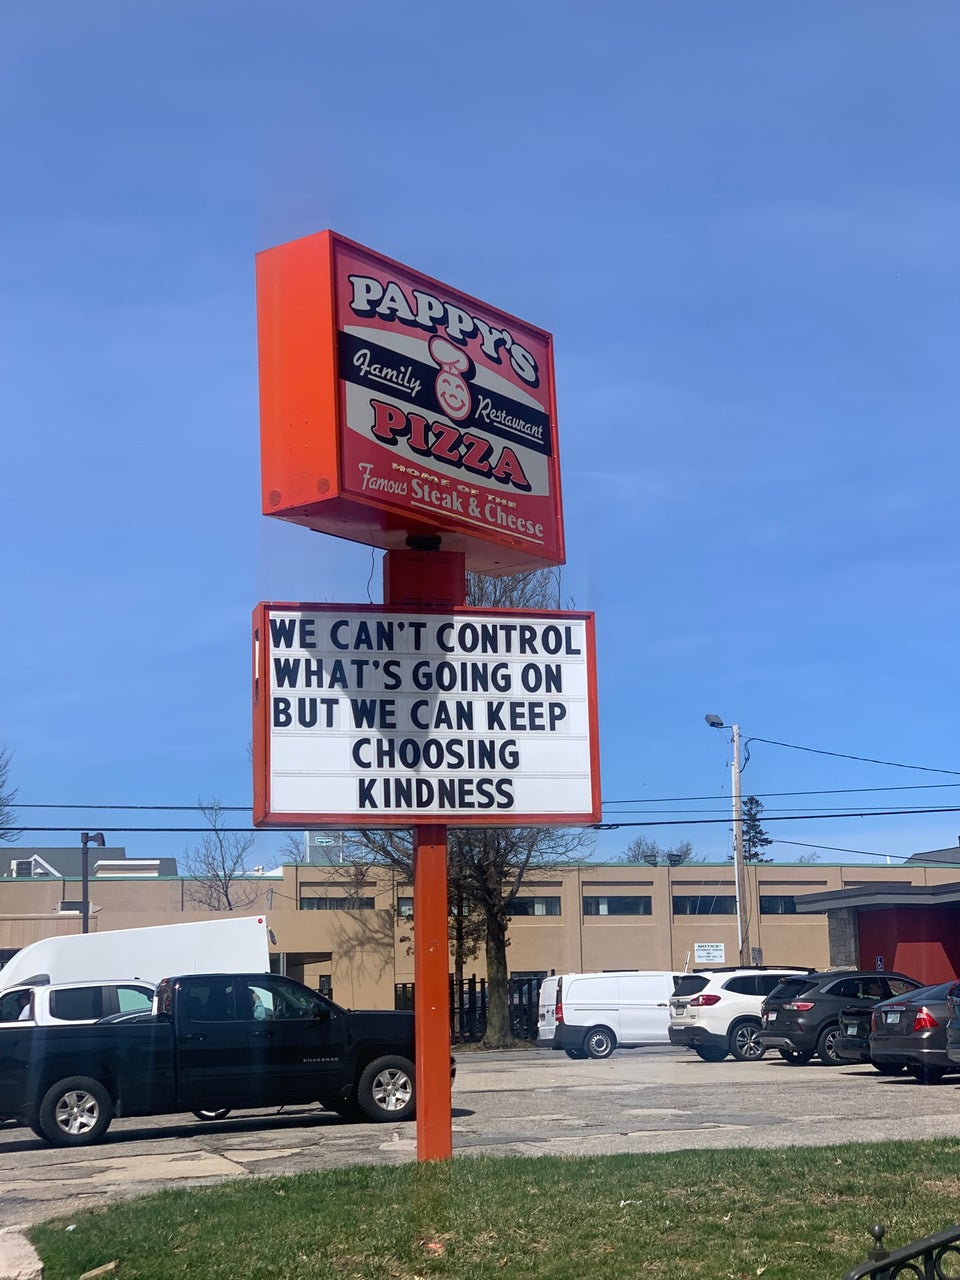 PAPPY'S
Family Restaurant
PIZZA
HOME OF THE
Famous Steak & Cheese
WE CAN'T CONTROL
WHAT'S GOING ON
BUT WE CAN KEEP
CHOOSING
KINDNESS
SILVERADO
NOTICE!